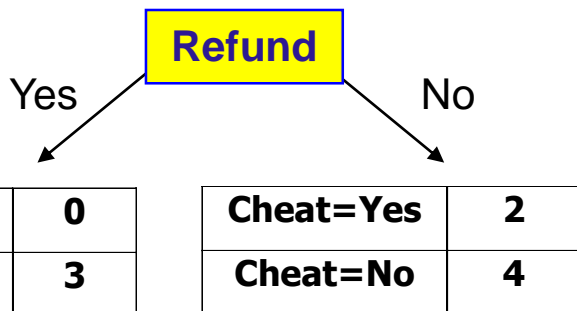 Refund
Yes No
0 Cheat=Yes 2
3 Cheat=No 4